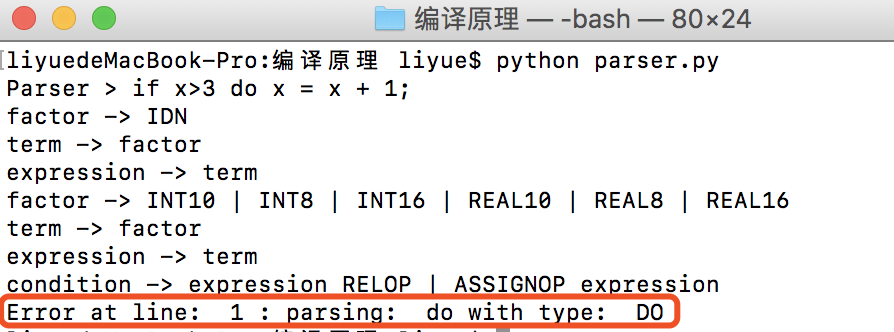 编译原理 — -bash — 80×24
liyuedeMacBook-Pro:编译原理 liyue$ python parser.py
Parser > if x>3 do x = x + 1;
factor -> IDN
term -> factor
expression -> term
factor -> INT10 | INT8 | INT16 | REAL10 | REAL8 | REAL16
term -> factor
expression -> term
condition -> expression RELOP | ASSIGNOP expression
Error at line:  1 : parsing:  do with type:  DO